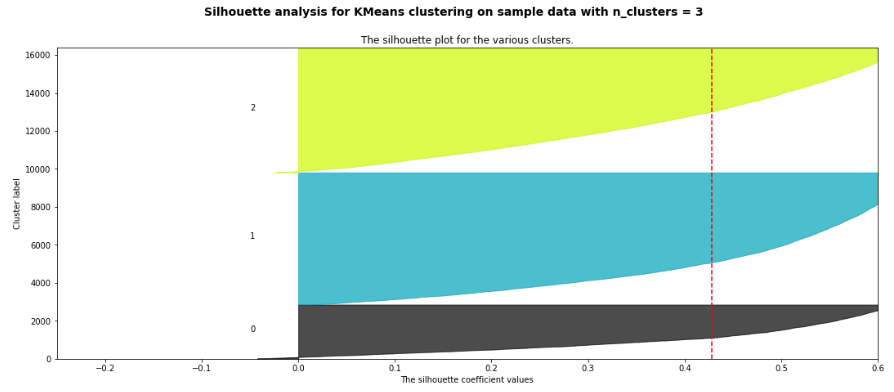 Silhouette analysis for KMeans clustering on sample data with n_clusters = 3
The silhouette plot for the various clusters.
16000
14000
12000
10000
8000
6000
4000
2000
0
Cluster label
2
1
0
−0.2 −0.1 0.0 0.1 0.2 0.3 0.4 0.5 0.6
The silhouette coefficient values